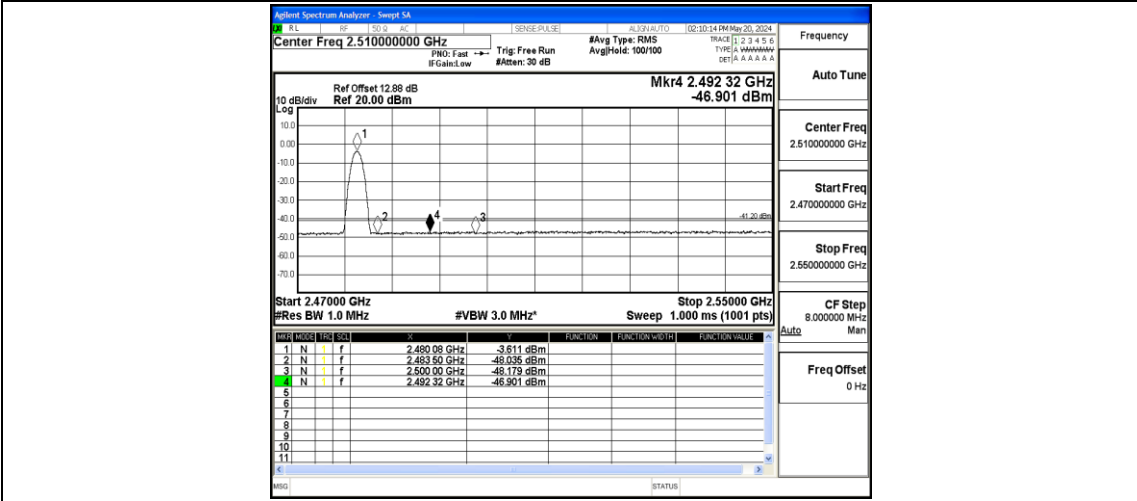 Agilent Spectrum Analyzer - Swept SA
RL RF 50 Ω AC SENSE:PULSE ALIGN AUTO 02:10:14 PM May 20, 2024
Center Freq 2.510000000 GHz
PNO: Fast
IFGain:Low
Trig: Free Run
#Atten: 30 dB
#Avg Type: RMS
Avg|Hold: 100/100
TRACE 1 2 3 4 5 6
TYPE A WWWWW
DET A A A A A A
Mkr4 2.492 32 GHz
-46.901 dBm
Ref Offset 12.88 dB
10 dB/div Ref 20.00 dBm
Log
10.0
0.00
-10.0
-20.0
-30.0
-40.0
-50.0
-60.0
-70.0
1
2
4
3
-41.20 dBm
Start 2.47000 GHz Stop 2.55000 GHz
#Res BW 1.0 MHz #VBW 3.0 MHz* Sweep 1.000 ms (1001 pts)
MKR MODE TRC SCL X Y FUNCTION FUNCTION WIDTH FUNCTION VALUE
1 N 1 f 2.480 08 GHz -3.611 dBm
2 N 1 f 2.483 50 GHz -48.035 dBm
3 N 1 f 2.500 00 GHz -48.179 dBm
4 N 1 f 2.492 32 GHz -46.901 dBm
5
6
7
8
9
10
11
MSG STATUS
Frequency
Auto Tune
Center Freq
2.510000000 GHz
Start Freq
2.470000000 GHz
Stop Freq
2.550000000 GHz
CF Step
8.000000 MHz
Auto Man
Freq Offset
0 Hz